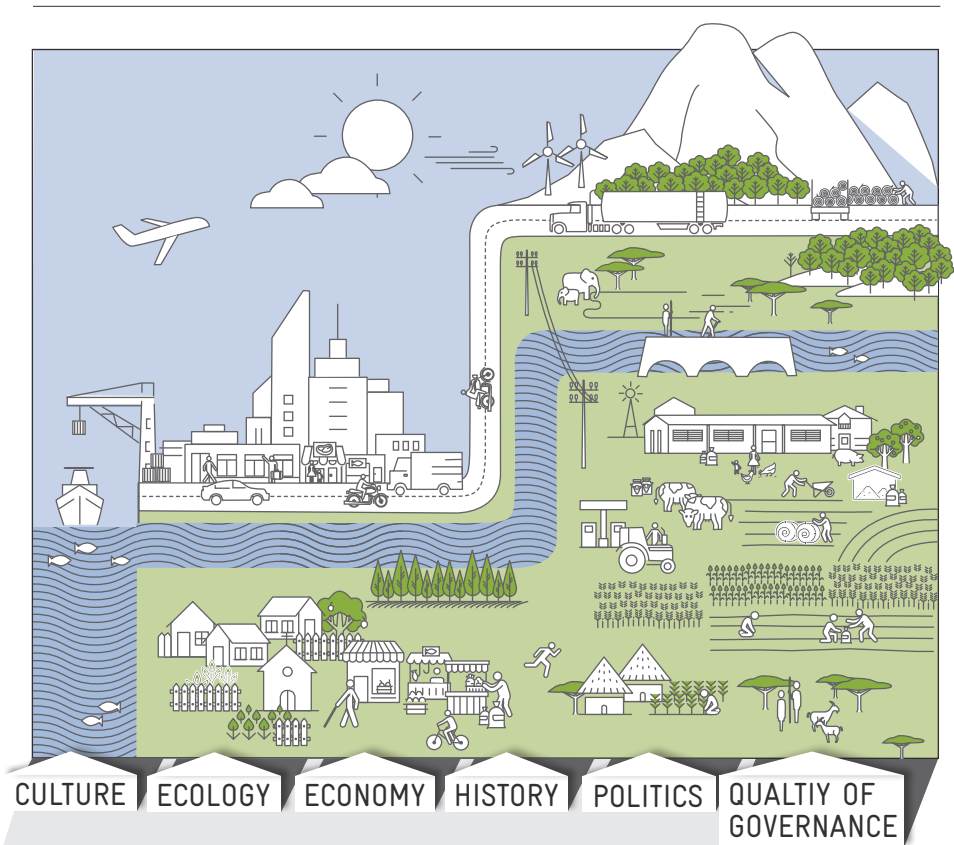 CULTURE
ECOLOGY
ECONOMY
HISTORY
POLITICS
QUALTIY OF
GOVERNANCE